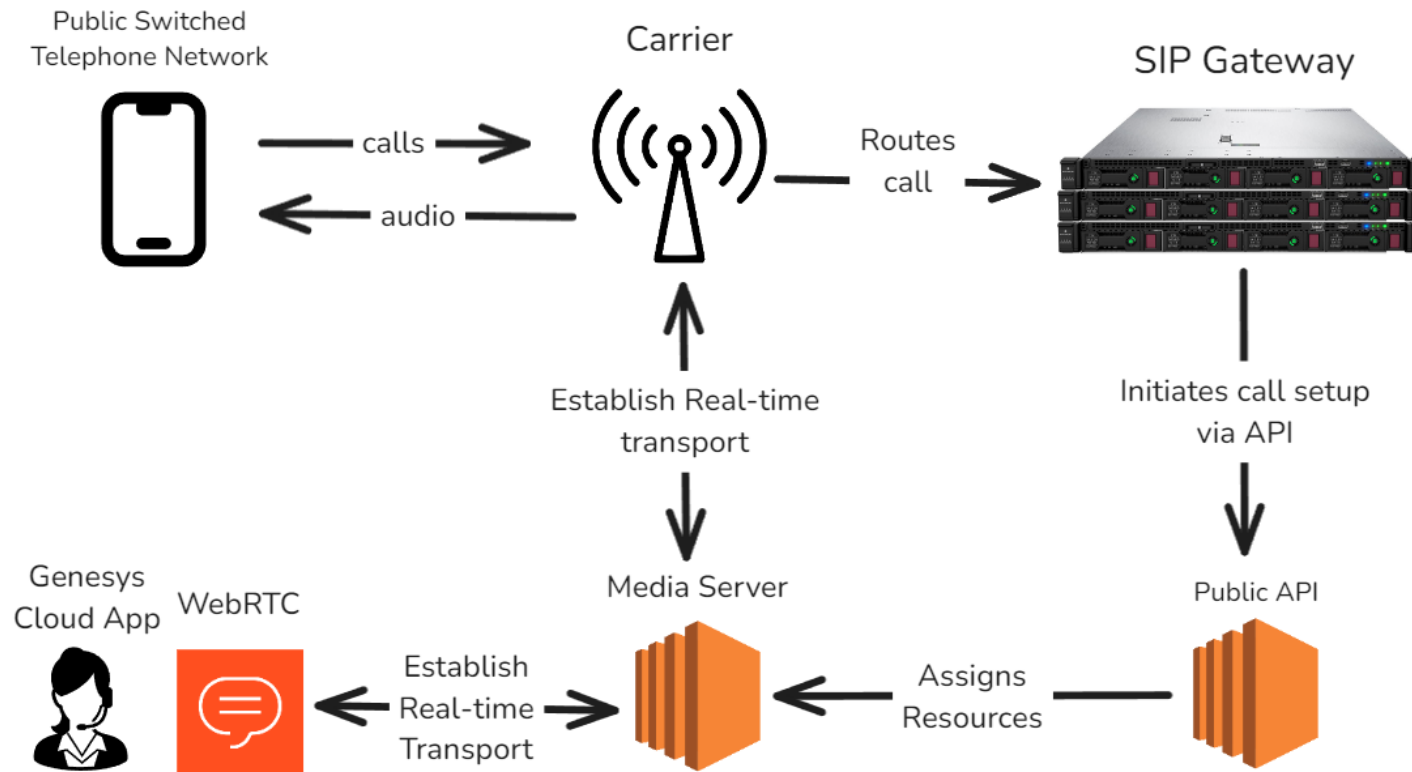 Public Switched
Telephone Network
Carrier
SIP Gateway
calls
audio
Routes
call
Establish Real-time
transport
Initiates call setup
via API
Genesys
Cloud App
WebRTC
Media Server
Public API
Establish
Real-time
Transport
Assigns
Resources